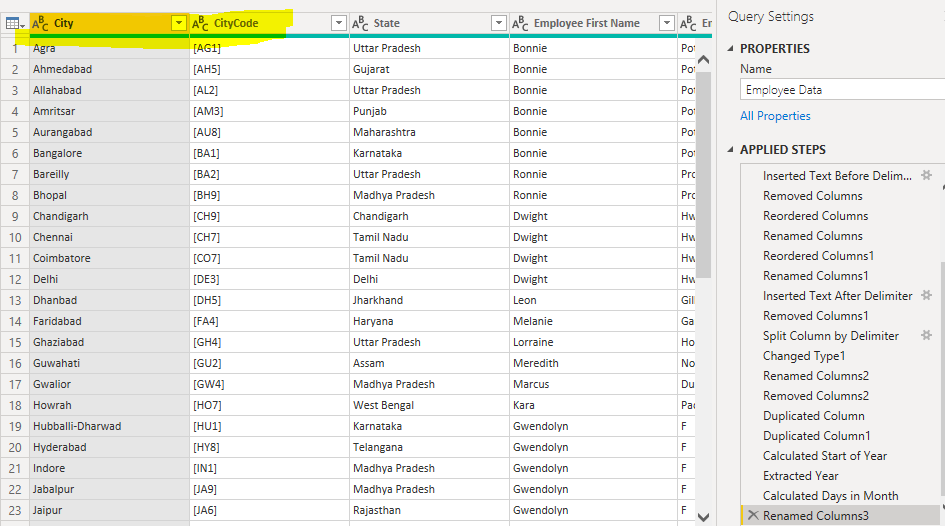 City CityCode State Employee First Name Em
1 Agra [AG1] Uttar Pradesh Bonnie Pot
2 Ahmedabad [AH5] Gujarat Bonnie Pot
3 Allahabad [AL2] Uttar Pradesh Bonnie Pot
4 Amritsar [AM3] Punjab Bonnie Pot
5 Aurangabad [AU8] Maharashtra Bonnie Pot
6 Bangalore [BA1] Karnataka Bonnie Pot
7 Bareilly [BA2] Uttar Pradesh Ronnie Pro
8 Bhopal [BH9] Madhya Pradesh Ronnie Pro
9 Chandigarh [CH9] Chandigarh Dwight Hw
10 Chennai [CH7] Tamil Nadu Dwight Hw
11 Coimbatore [CO7] Tamil Nadu Dwight Hw
12 Delhi [DE3] Delhi Dwight Hw
13 Dhanbad [DH5] Jharkhand Leon Gill
14 Faridabad [FA4] Haryana Melanie Ga
15 Ghaziabad [GH4] Uttar Pradesh Lorraine Ho
16 Guwahati [GU2] Assam Meredith No
17 Gwalior [GW4] Madhya Pradesh Marcus Du
18 Howrah [HO7] West Bengal Kara Pac
19 Hubballi-Dharwad [HU1] Karnataka Gwendolyn F
20 Hyderabad [HY8] Telangana Gwendolyn F
21 Indore [IN1] Madhya Pradesh Gwendolyn F
22 Jabalpur [JA9] Madhya Pradesh Gwendolyn F
23 Jaipur [JA6] Rajasthan Gwendolyn F
Query Settings
PROPERTIES
Name
Employee Data
All Properties
APPLIED STEPS
Inserted Text Before Delim...
Removed Columns
Reordered Columns
Renamed Columns
Reordered Columns1
Renamed Columns1
Inserted Text After Delimiter
Removed Columns1
Split Column by Delimiter
Changed Type1
Renamed Columns2
Removed Columns2
Duplicated Column
Duplicated Column1
Calculated Start of Year
Extracted Year
Calculated Days in Month
Renamed Columns3